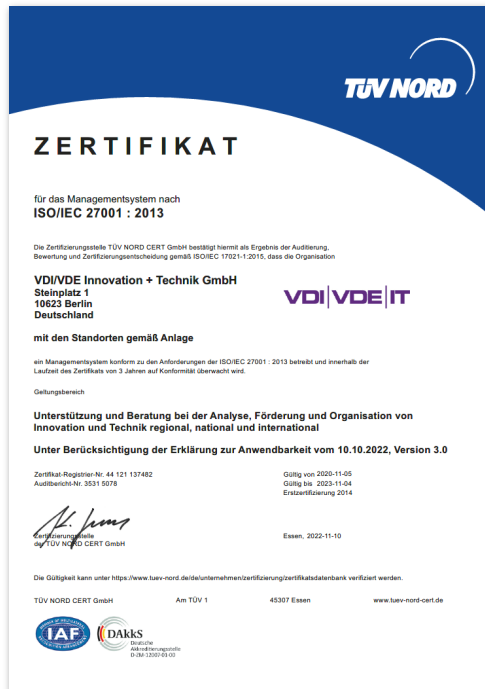 TÜV NORD
ZERTIFIKAT
für das Managementsystem nach
ISO/IEC 27001 : 2013
Die Zertifizierungsstelle TÜV NORD CERT GmbH bestätigt hiermit als Ergebnis der Auditierung,
Bewertung und Zertifizierungsentscheidung gemäß ISO/IEC 17021-1:2015, dass die Organisation
VDI/VDE Innovation + Technik GmbH
Steinplatz 1
10623 Berlin
Deutschland
VDI|VDE|IT
mit den Standorten gemäß Anlage
ein Managementsystem konform zu den Anforderungen der ISO/IEC 27001 : 2013 betreibt und innerhalb der
Laufzeit des Zertifikats von 3 Jahren auf Konformität überwacht wird.
Geltungsbereich
Unterstützung und Beratung bei der Analyse, Förderung und Organisation von
Innovation und Technik regional, national und international
Unter Berücksichtigung der Erklärung zur Anwendbarkeit vom 10.10.2022, Version 3.0
Zertifikat-Registrier-Nr. 44 121 137482
Auditbericht-Nr. 3531 5078
Gültig von 2020-11-05
Gültig bis 2023-11-04
Erstzertifizierung 2014
Zertifizierungsstelle
der TÜV NORD CERT GmbH
Essen, 2022-11-10
Die Gültigkeit kann unter https://www.tuev-nord.de/de/unternehmen/zertifizierung/zertifikatsdatenbank verifiziert werden.
TÜV NORD CERT GmbH Am TÜV 1 45307 Essen www.tuev-nord-cert.de
IAF
DAkkS
Deutsche
Akkreditierungsstelle
D-ZM-12007-01-00